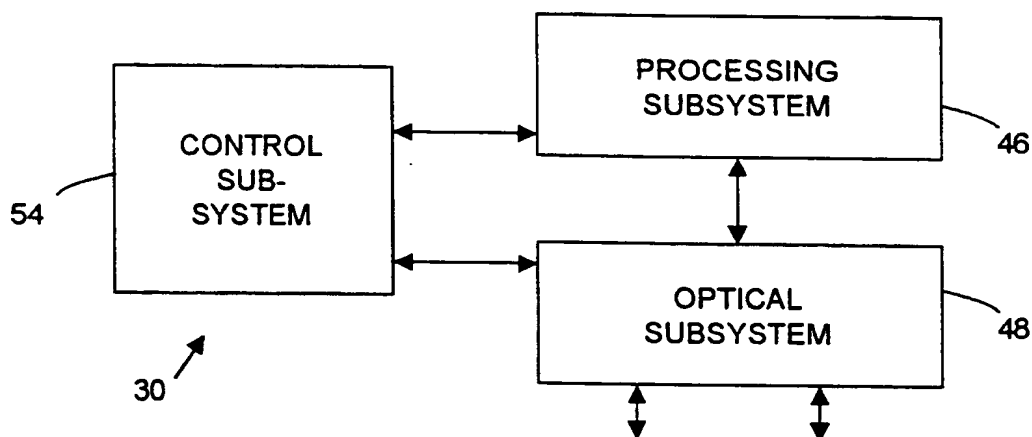 PROCESSING
SUBSYSTEM
46
CONTROL
SUB-
SYSTEM
54
OPTICAL
SUBSYSTEM
48
30